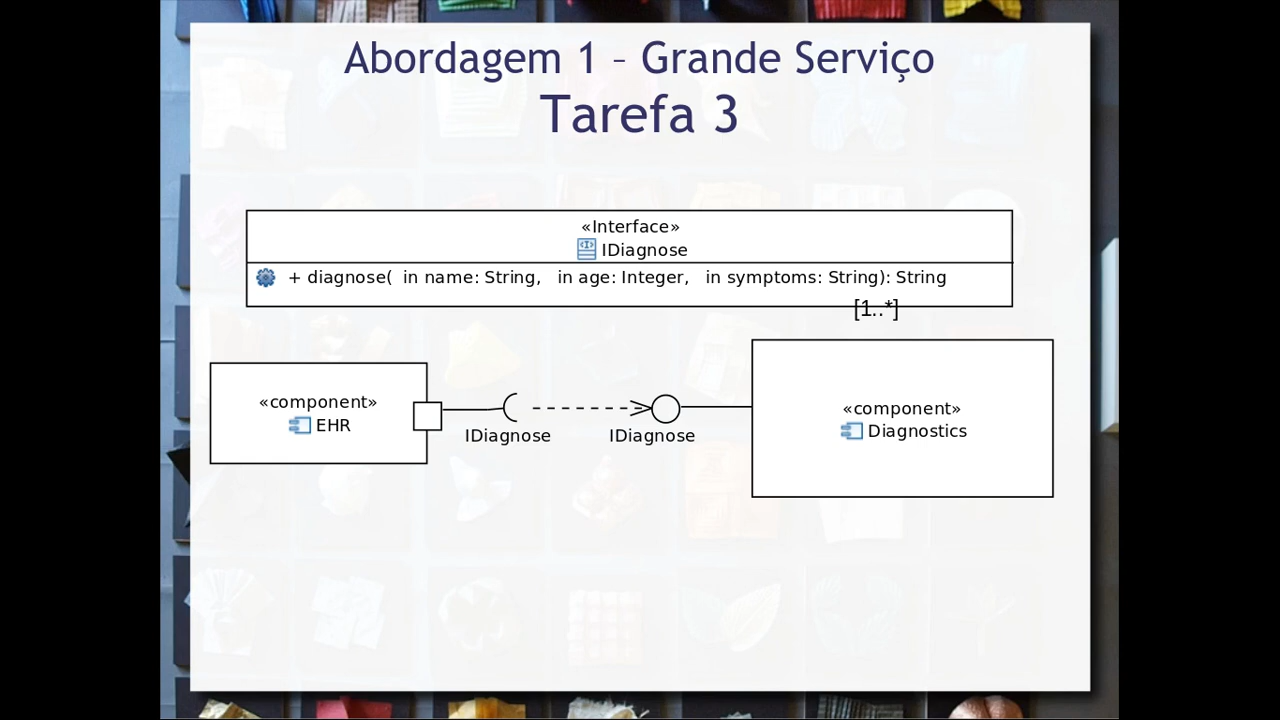 Abordagem 1 – Grande Serviço
Tarefa 3
«Interface»
IDiagnose
+ diagnose( in name: String, in age: Integer, in symptoms: String): String
[1..*]
«component»
EHR
IDiagnose
IDiagnose
«component»
Diagnostics